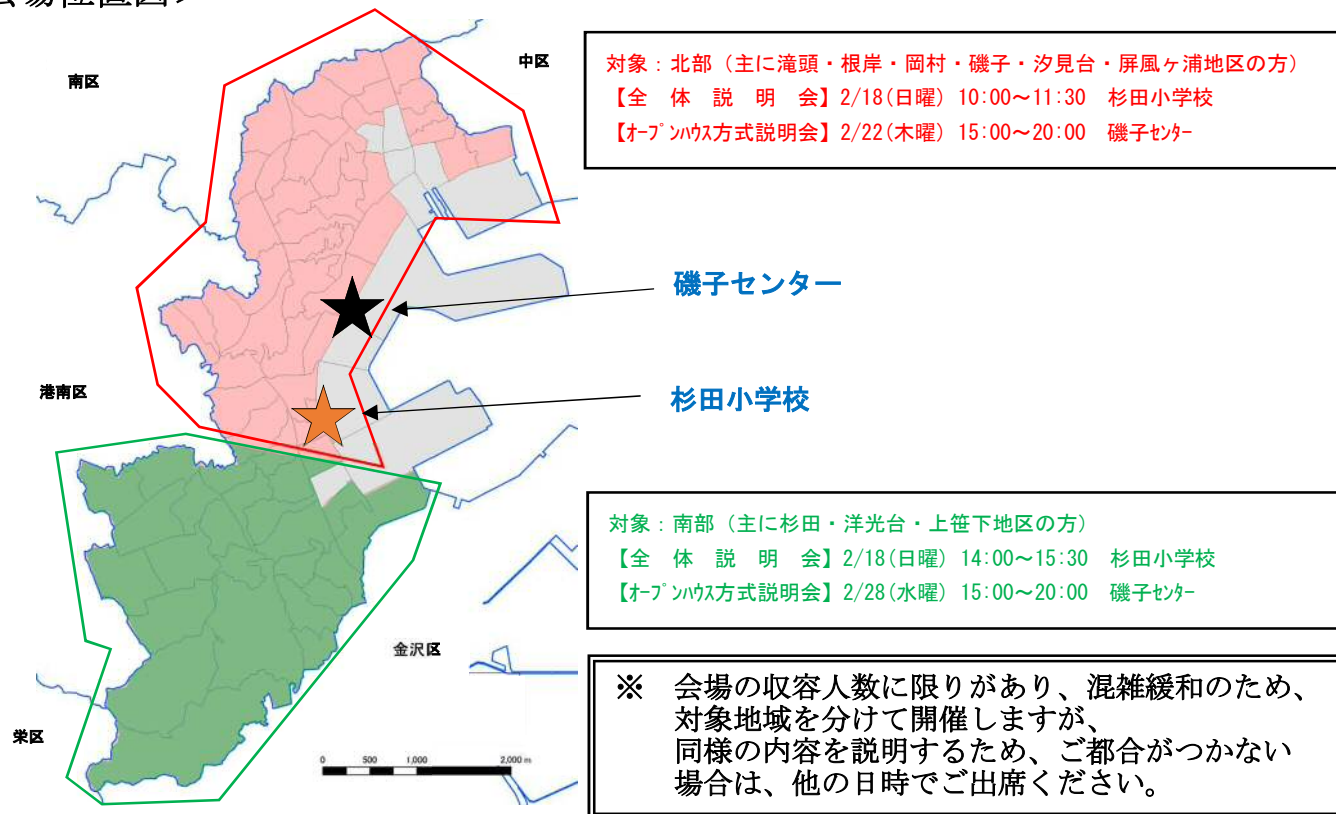 南区
中区
対象：北部（主に滝頭・根岸・岡村・磯子・汐見台・屏風ヶ浦地区の方）
【全　体　説　明　会】2/18(日曜) 10:00～11:30　杉田小学校
【ｵｰﾌﾟﾝﾊｳｽ方式説明会】2/22(木曜) 15:00～20:00　磯子ｾﾝﾀｰ
磯子センター
港南区
杉田小学校
対象：南部（主に杉田・洋光台・上笹下地区の方）
【全　体　説　明　会】2/18(日曜) 14:00～15:30　杉田小学校
【ｵｰﾌﾟﾝﾊｳｽ方式説明会】2/28(水曜) 15:00～20:00　磯子ｾﾝﾀｰ
金沢区
※　会場の収容人数に限りがあり、混雑緩和のため、
対象地域を分けて開催しますが、
同様の内容を説明するため、ご都合がつかない
場合は、他の日時でご出席ください。
栄区
0 500 1,000 2,000 m